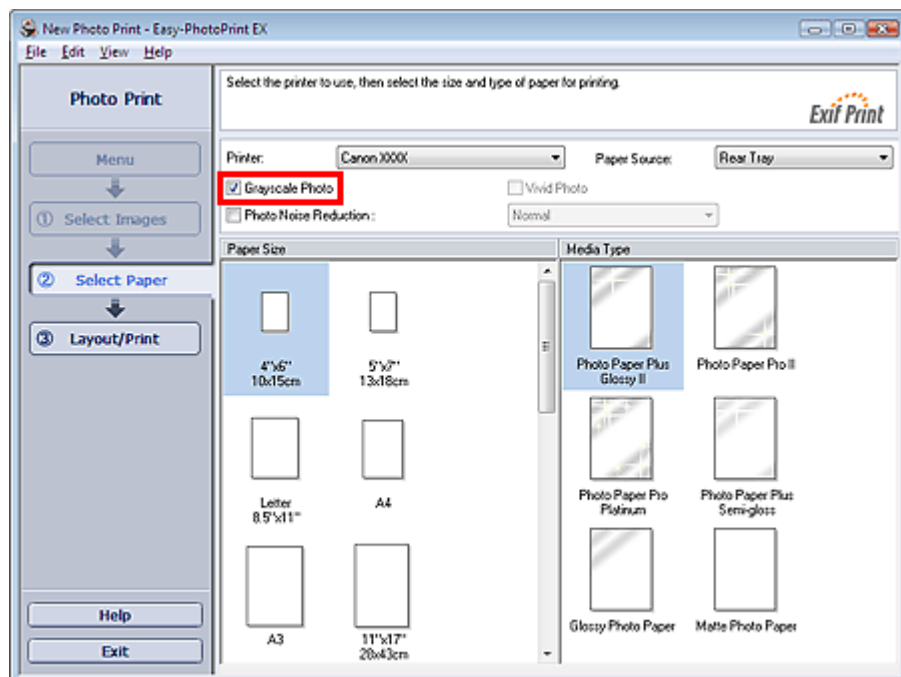 New Photo Print - Easy-PhotoPrint EX
File Edit View Help
Photo Print
Select the printer to use, then select the size and type of paper for printing.
Exif Print
Menu
① Select Images
② Select Paper
③ Layout/Print
Help
Exit
Printer: Canon XXXX Paper Source: Rear Tray
Grayscale Photo Vivid Photo
Photo Noise Reduction : Normal
Paper Size
4"x6"
10x15cm
5"x7"
13x18cm
Letter
8.5"x11"
A4
A3
11"x17"
28x43cm
Media Type
Photo Paper Plus
Glossy II
Photo Paper Pro II
Photo Paper Pro
Platinum
Photo Paper Plus
Semi-gloss
Glossy Photo Paper
Matte Photo Paper